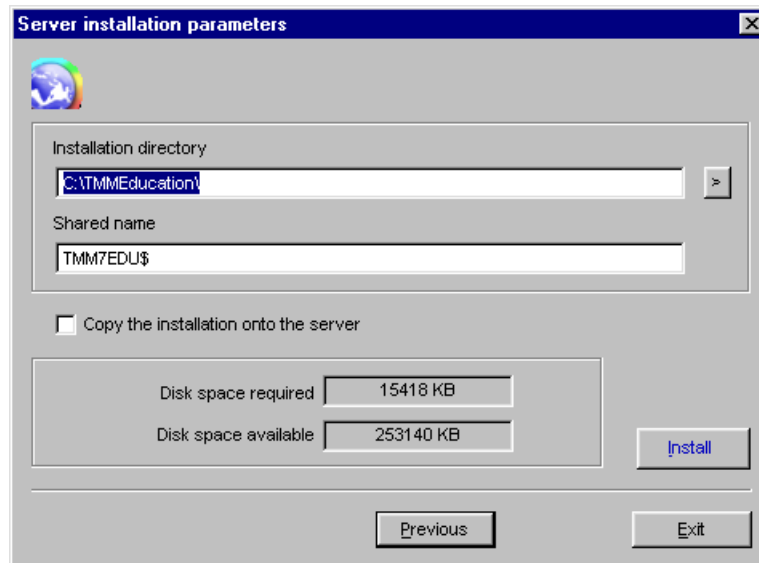 Server installation parameters
Installation directory
C:\TMMEducation\
>
Shared name
TMM7EDU$
Copy the installation onto the server
Disk space required 15418 KB
Disk space available 253140 KB
Install
Previous Exit